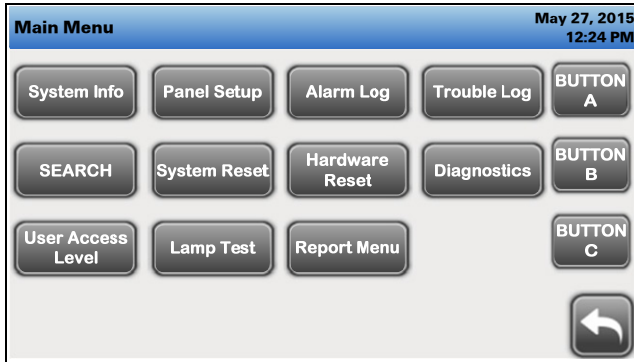 Main Menu
May 27, 2015
12:24 PM
System Info
Panel Setup
Alarm Log
Trouble Log
BUTTON
A
SEARCH
System Reset
Hardware
Reset
Diagnostics
BUTTON
B
User Access
Level
Lamp Test
Report Menu
BUTTON
C